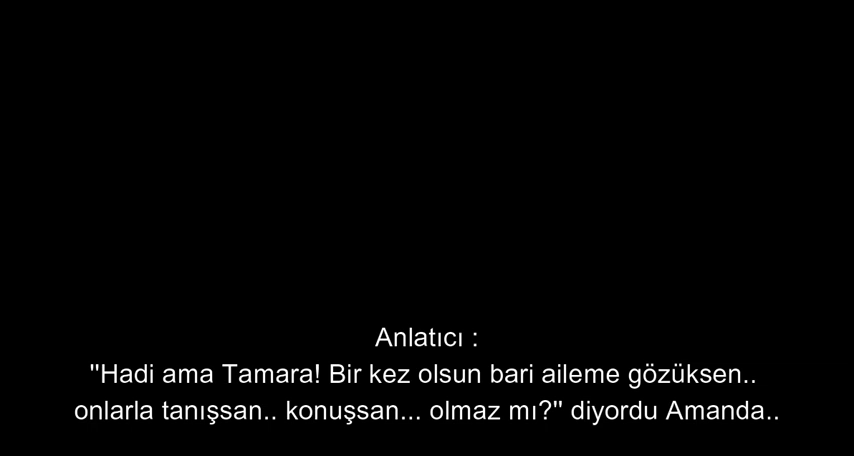 Anlatıcı :
"Hadi ama Tamara! Bir kez olsun bari aileme gözüksen..
onlarla tanışsan.. konuşsan... olmaz mı?" diyordu Amanda..